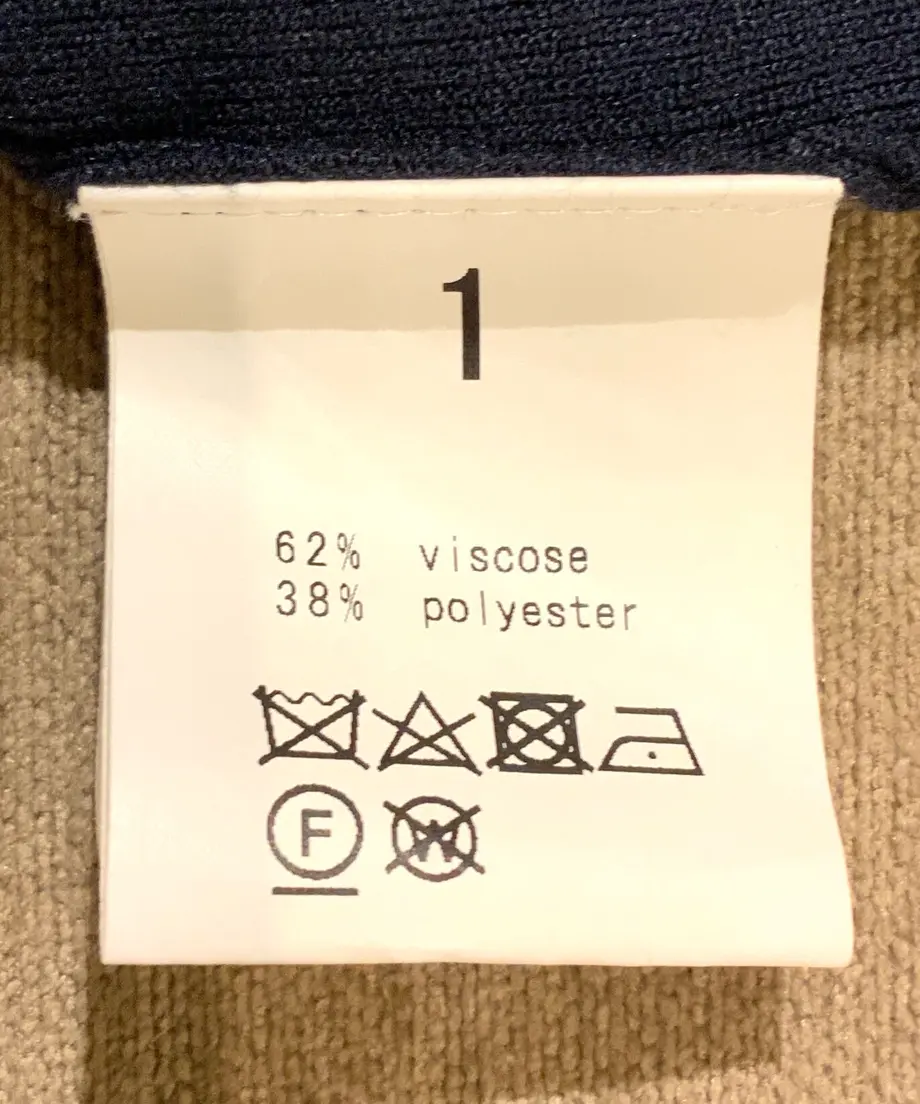 1
62% viscose
38% polyester
F W